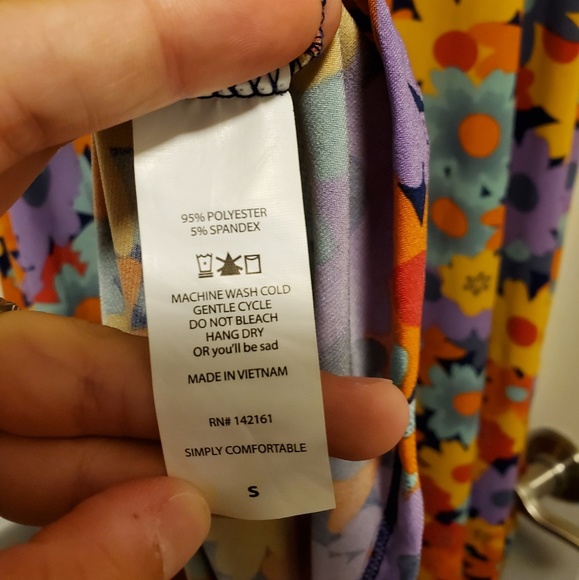 95% POLYESTER
5% SPANDEX
MACHINE WASH COLD
GENTLE CYCLE
DO NOT BLEACH
HANG DRY
OR you'll be sad
MADE IN VIETNAM
RN# 142161
SIMPLY COMFORTABLE
S